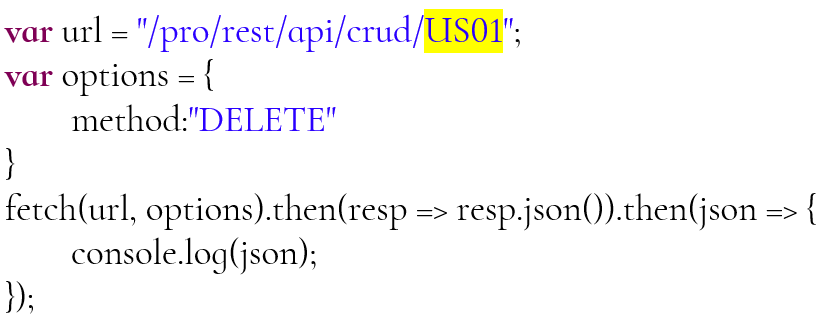 var url = "/pro/rest/api/crud/US01";
var options = {
method:"DELETE"
}
fetch(url, options).then(resp => resp.json()).then(json => {
console.log(json);
});